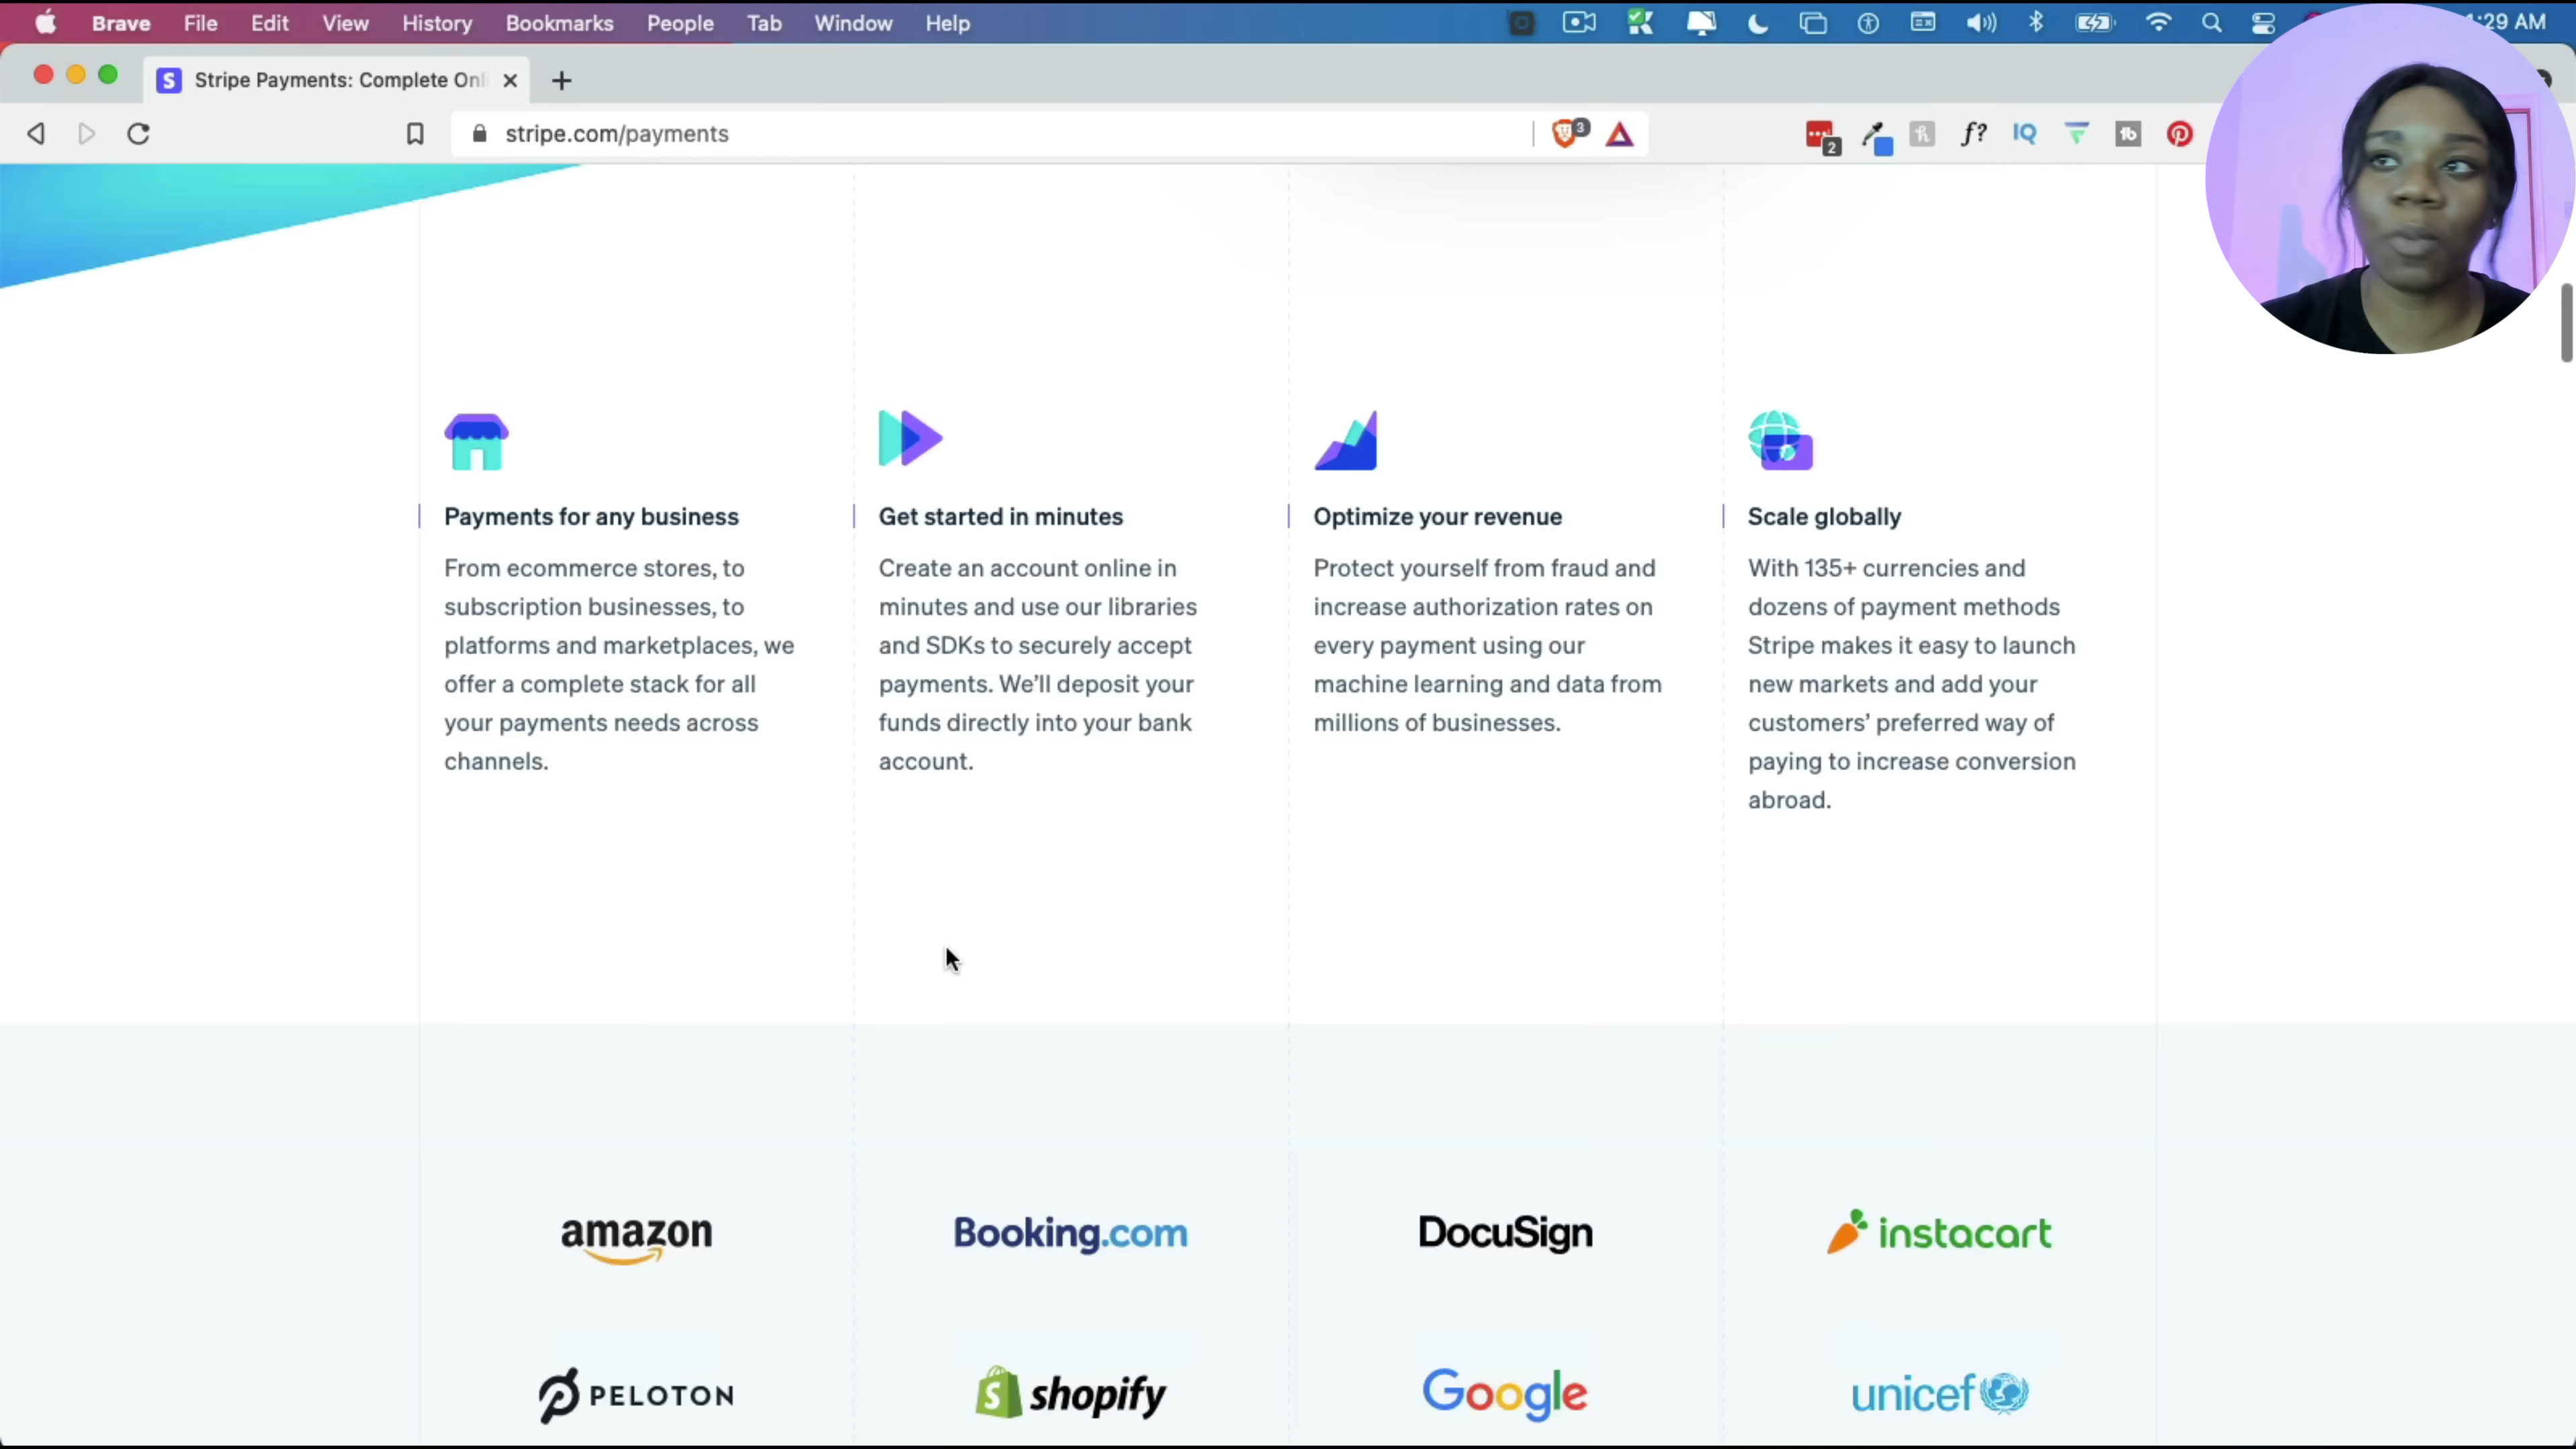 Brave File Edit View History Bookmarks People Tab Window Help
:29 AM
Stripe Payments: Complete Onl
stripe.com/payments
3
2
f?
IQ
tb
Payments for any business
From ecommerce stores, to
subscription businesses, to
platforms and marketplaces, we
offer a complete stack for all
your payments needs across
channels.
Get started in minutes
Create an account online in
minutes and use our libraries
and SDKs to securely accept
payments. We’ll deposit your
funds directly into your bank
account.
Optimize your revenue
Protect yourself from fraud and
increase authorization rates on
every payment using our
machine learning and data from
millions of businesses.
Scale globally
With 135+ currencies and
dozens of payment methods
Stripe makes it easy to launch
new markets and add your
customers’ preferred way of
paying to increase conversion
abroad.
amazon
Booking.com
DocuSign
instacart
PELOTON
shopify
Google
unicef